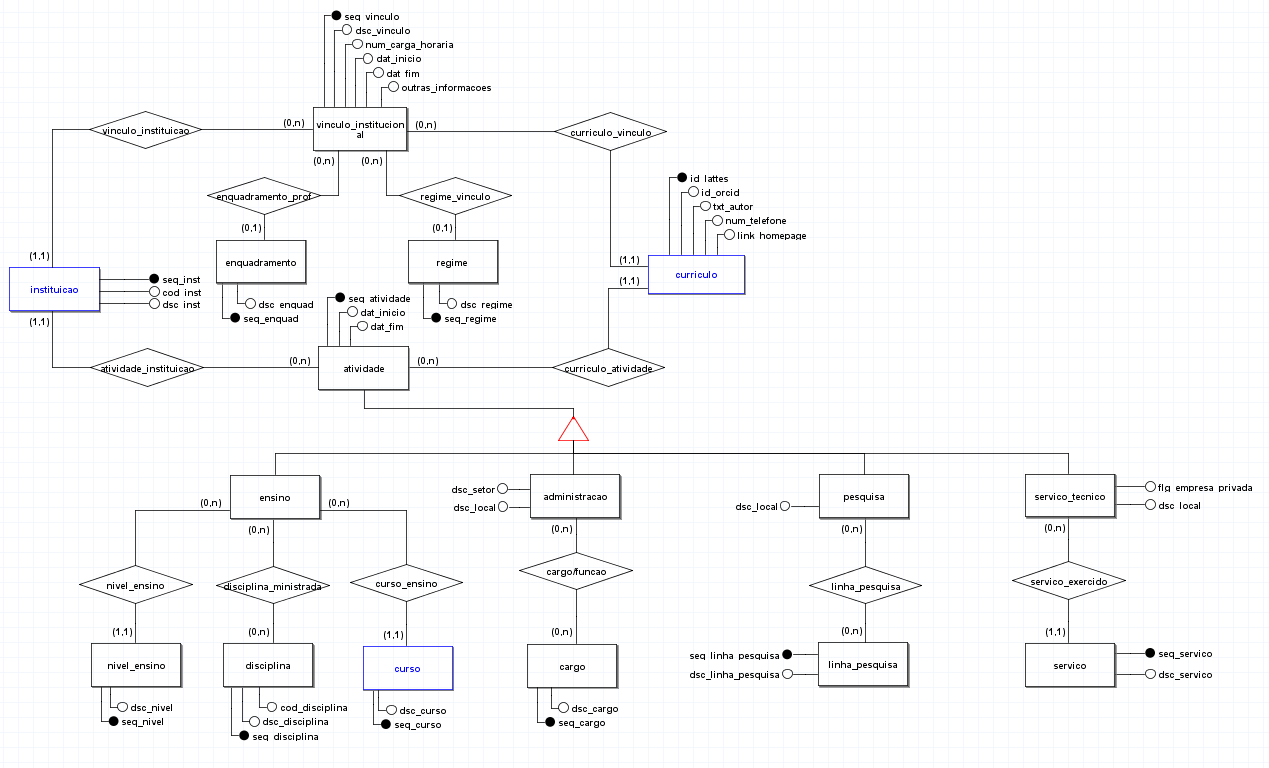 seq_vinculo
dsc_vinculo
num_carga_horaria
dat_inicio
dat_fim
outras_informacoes
vinculo_instituicao
(0,n)
vinculo_institucion
al
(0,n)
curriculo_vinculo
(0,n)
(0,n)
enquadramento_prof
regime_vinculo
id_lattes
id_orcid
txt_autor
num_telefone
link_homepage
(0,1)
(0,1)
(1,1)
enquadramento
regime
(1,1)
curriculo
(1,1)
instituicao
seq_inst
cod_inst
dsc_inst
dsc_enquad
seq_enquad
dsc_regime
seq_regime
seq_atividade
dat_inicio
dat_fim
(1,1)
atividade_instituicao
(0,n)
atividade
(0,n)
curriculo_atividade
ensino
dsc_setor
dsc_local
administracao
dsc_local
pesquisa
servico_tecnico
flg_empresa_privada
dsc_local
(0,n)
(0,n)
(0,n)
(0,n)
(0,n)
(0,n)
nivel_ensino
disciplina_ministrada
curso_ensino
cargo/funcao
linha_pesquisa
servico_exercido
(1,1)
(0,n)
(1,1)
(0,n)
(0,n)
(1,1)
nivel_ensino
disciplina
curso
cargo
seq_linha_pesquisa
dsc_linha_pesquisa
linha_pesquisa
servico
seq_servico
dsc_servico
dsc_nivel
seq_nivel
cod_disciplina
dsc_disciplina
seq_disciplina
dsc_curso
seq_curso
dsc_cargo
seq_cargo